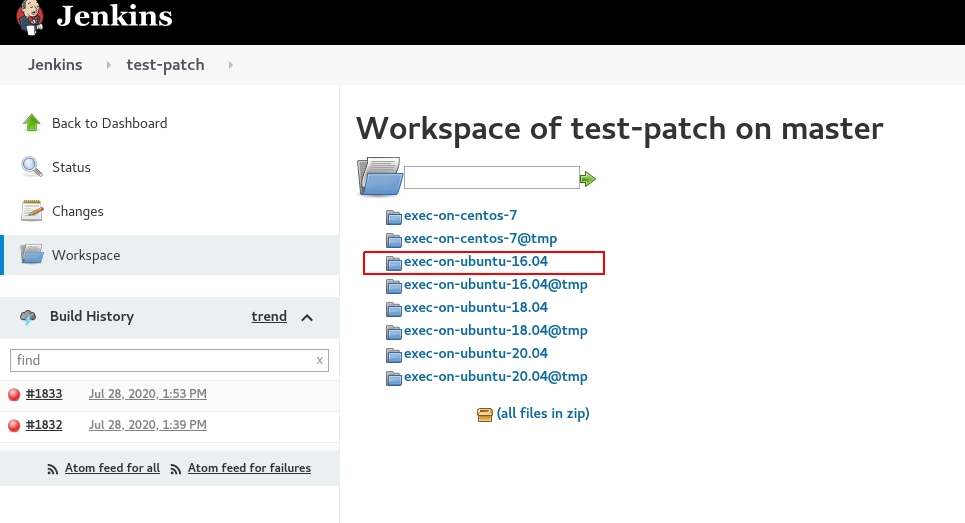 Jenkins
Jenkins test-patch
Back to Dashboard
Status
Changes
Workspace
Build History trend
find x
#1833 Jul 28, 2020, 1:53 PM
#1832 Jul 28, 2020, 1:39 PM
Atom feed for all Atom feed for failures
Workspace of test-patch on master
exec-on-centos-7
exec-on-centos-7@tmp
exec-on-ubuntu-16.04
exec-on-ubuntu-16.04@tmp
exec-on-ubuntu-18.04
exec-on-ubuntu-18.04@tmp
exec-on-ubuntu-20.04
exec-on-ubuntu-20.04@tmp
(all files in zip)